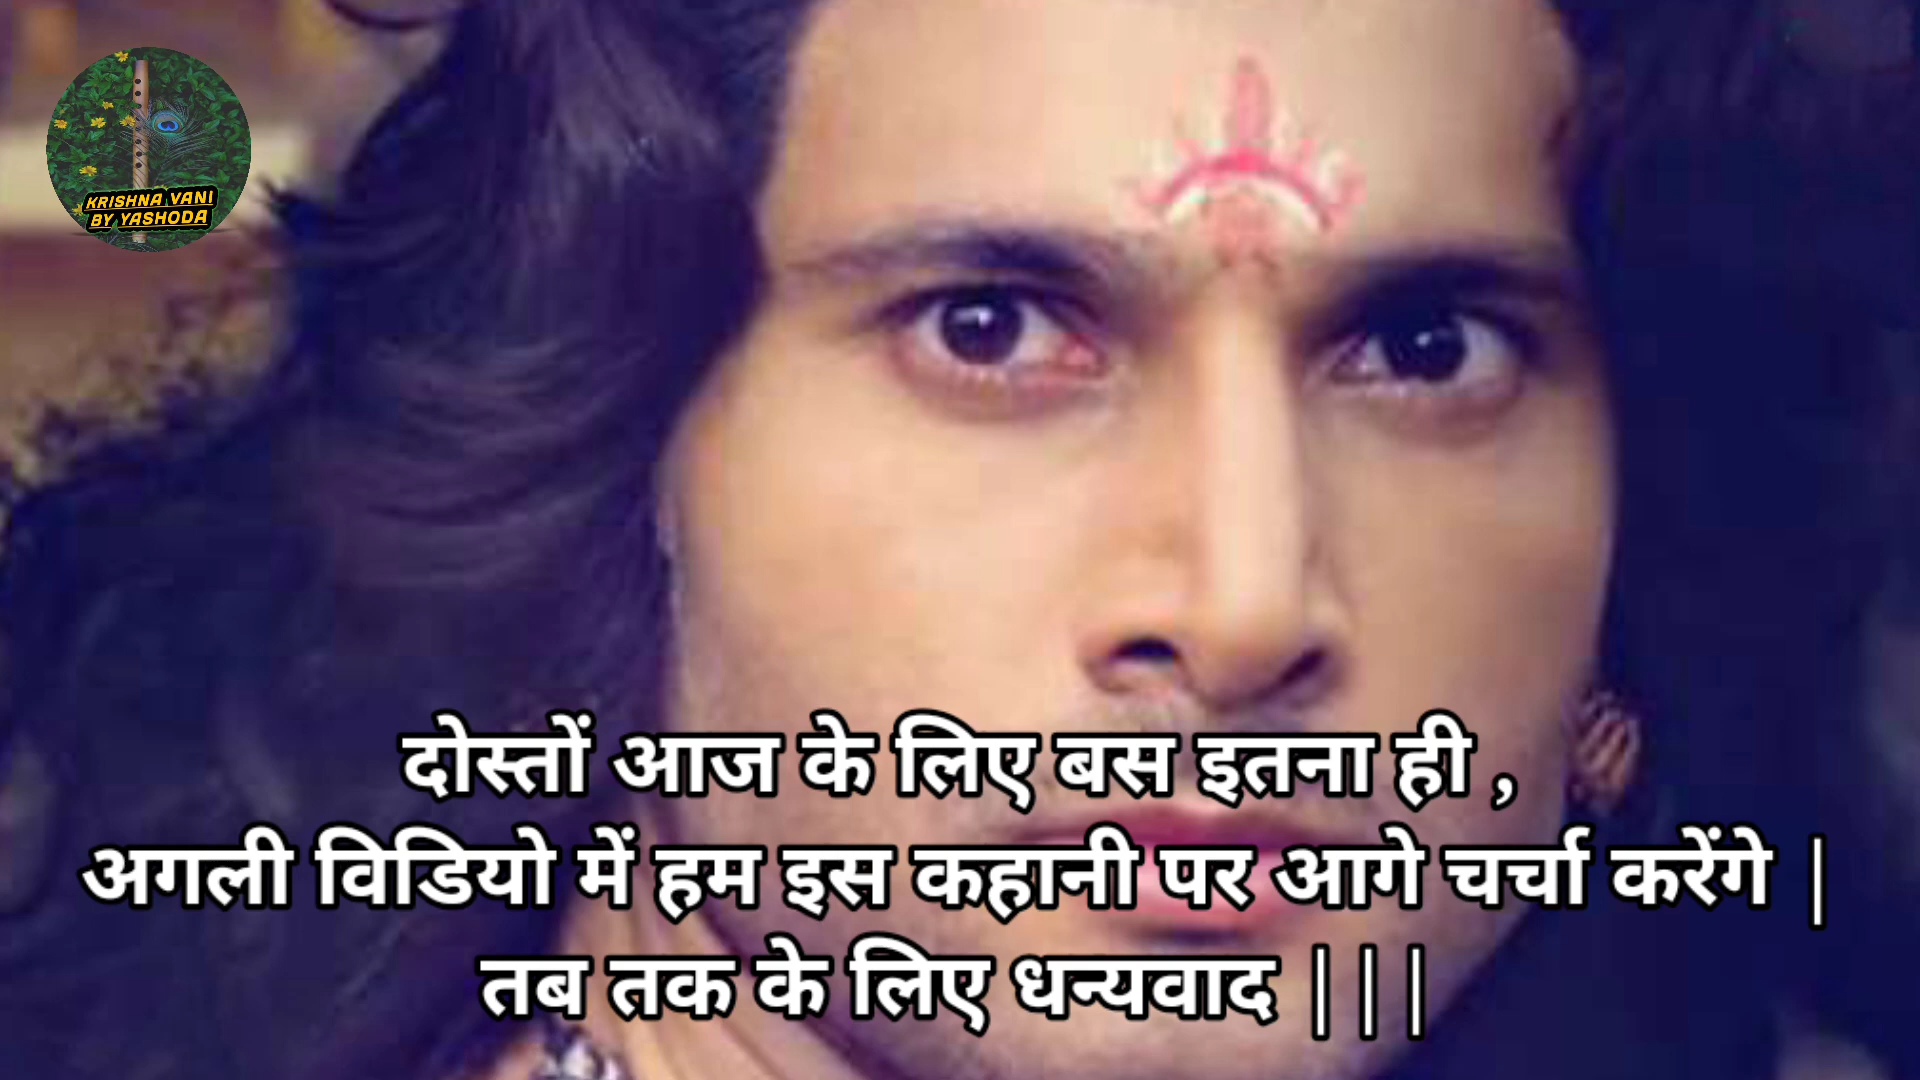 KRISHNA VANI
BY YASHODA
दोस्तों आज के लिए बस इतना ही ,
अगली विडियो में हम इस कहानी पर आगे चर्चा करेंगे |
तब तक के लिए धन्यवाद | | |